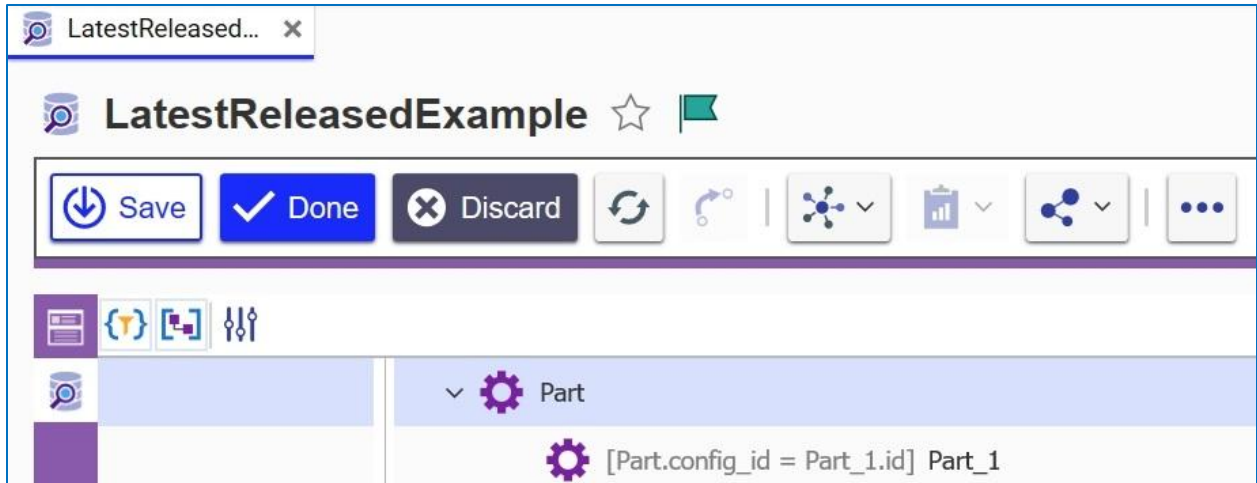 LatestReleased...
LatestReleasedExample
Save Done Discard
Part
[Part.config_id = Part_1.id] Part_1